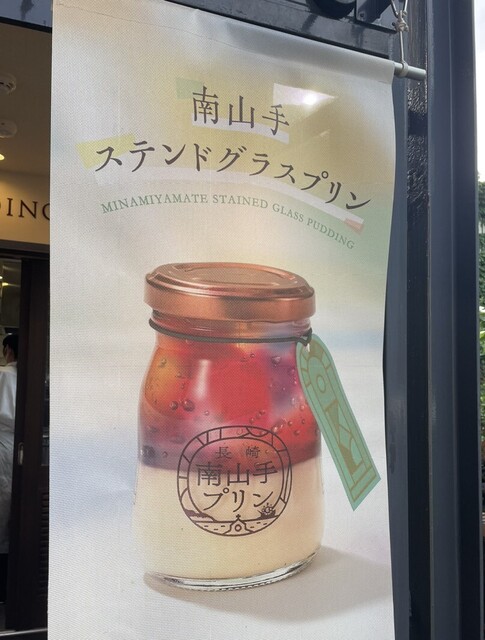 南山手
ステンドグラスプリン
MINAMIYAMATE STAINED GLASS PUDDING
DING
長崎
南山手
プリン